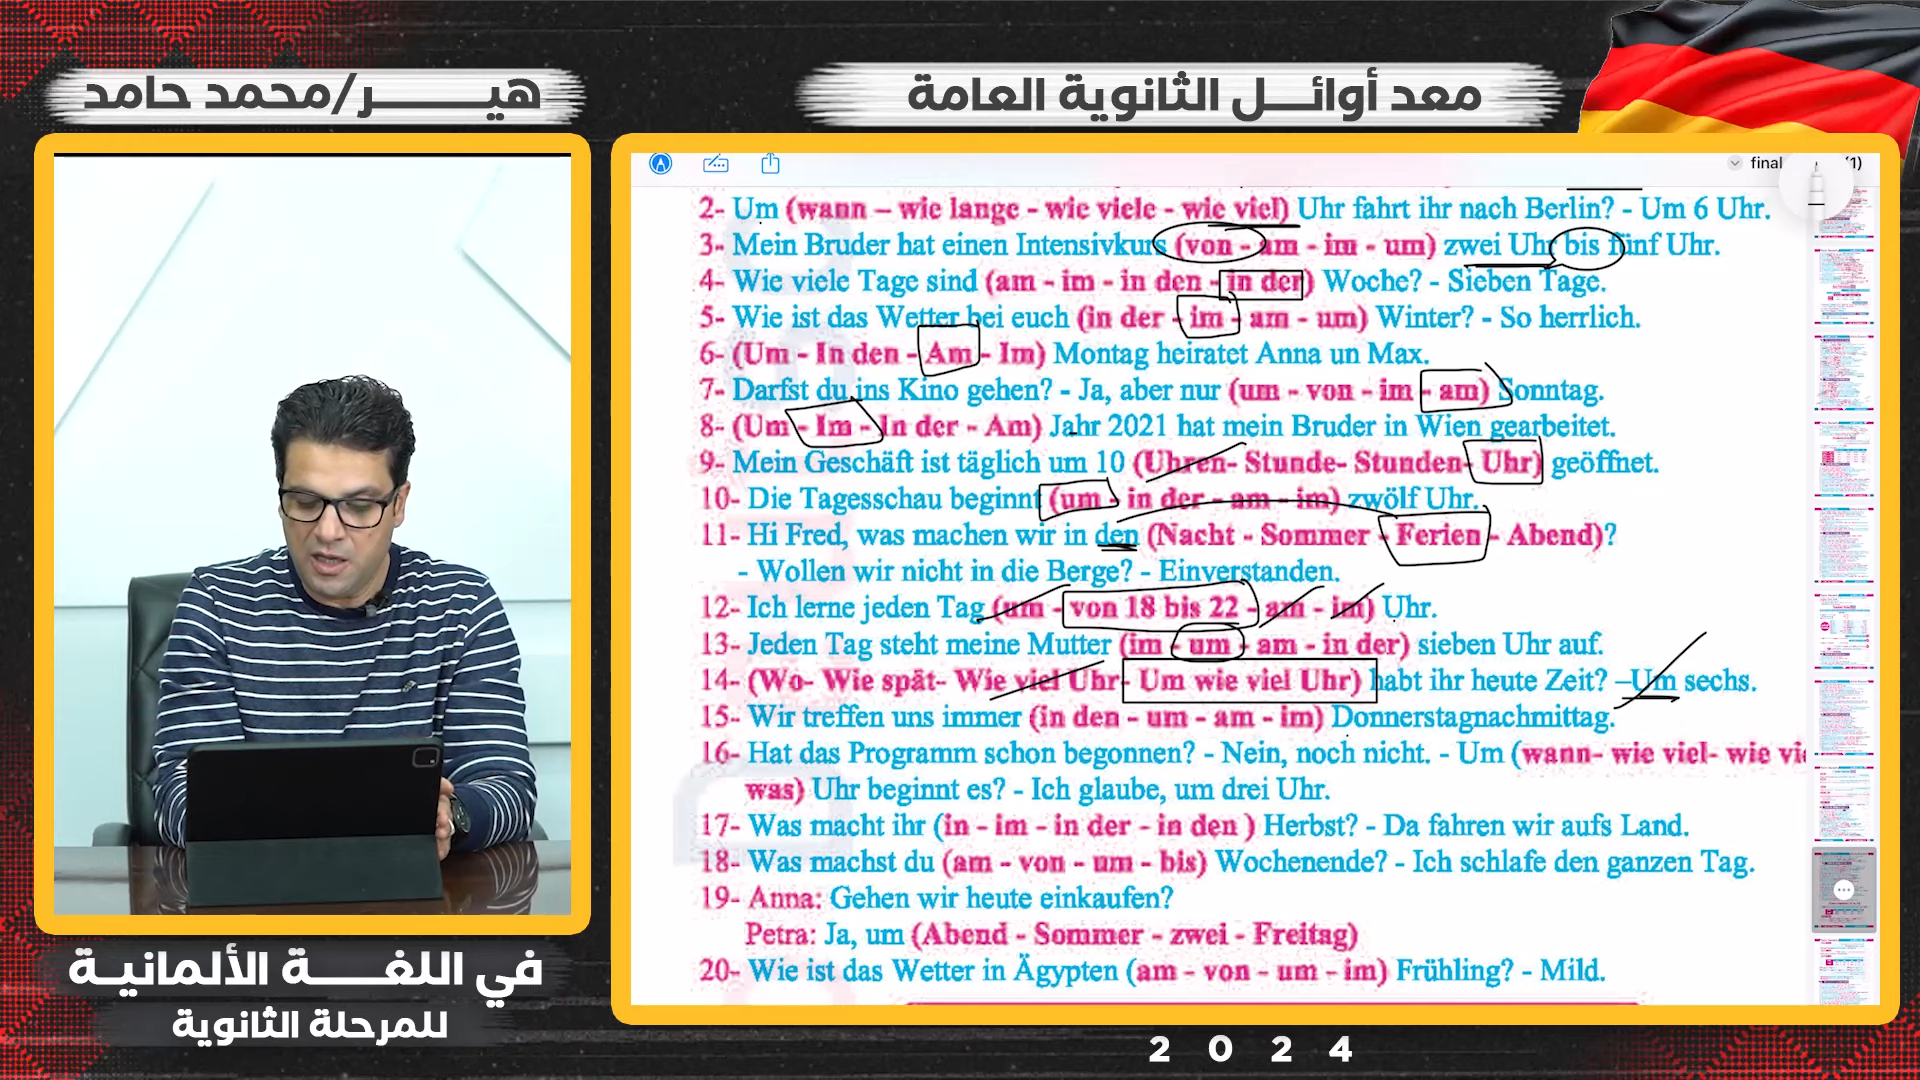 هيـــــر/محمد حامد
معد أوائـــل الثانوية العامة
final
(1)
2- Um (wann – wie lange - wie viele - wie viel) Uhr fahrt ihr nach Berlin? - Um 6 Uhr.
3- Mein Bruder hat einen Intensivkurs (von - am - im - um) zwei Uhr bis fünf Uhr.
4- Wie viele Tage sind (am - im - in den - in der) Woche? - Sieben Tage.
5- Wie ist das Wetter bei euch (in der - im - am - um) Winter? - So herrlich.
6- (Um - In den - Am - Im) Montag heiratet Anna un Max.
7- Darfst du ins Kino gehen? - Ja, aber nur (um - von - im - am) Sonntag.
8- (Um - Im - In der - Am) Jahr 2021 hat mein Bruder in Wien gearbeitet.
9- Mein Geschäft ist täglich um 10 (Uhren- Stunde- Stunden- Uhr) geöffnet.
10- Die Tagesschau beginnt (um - in der - am - im) zwölf Uhr.
11- Hi Fred, was machen wir in den (Nacht - Sommer - Ferien - Abend)?
- Wollen wir nicht in die Berge? - Einverstanden.
12- Ich lerne jeden Tag (um - von 18 bis 22 - am - im) Uhr.
13- Jeden Tag steht meine Mutter (im - um - am - in der) sieben Uhr auf.
14- (Wo- Wie spät- Wie viel Uhr- Um wie viel Uhr) habt ihr heute Zeit? –Um sechs.
15- Wir treffen uns immer (in den - um - am - im) Donnerstagnachmittag.
16- Hat das Programm schon begonnen? - Nein, noch nicht. - Um (wann- wie viel- wie vi
was) Uhr beginnt es? - Ich glaube, um drei Uhr.
17- Was macht ihr (in - im - in der - in den ) Herbst? - Da fahren wir aufs Land.
18- Was machst du (am - von - um - bis) Wochenende? - Ich schlafe den ganzen Tag.
19- Anna: Gehen wir heute einkaufen?
Petra: Ja, um (Abend - Sommer - zwei - Freitag)
20- Wie ist das Wetter in Ägypten (am - von - um - im) Frühling? - Mild.
في اللغـــــة الألمانيـة
للمرحلة الثانوية
2024